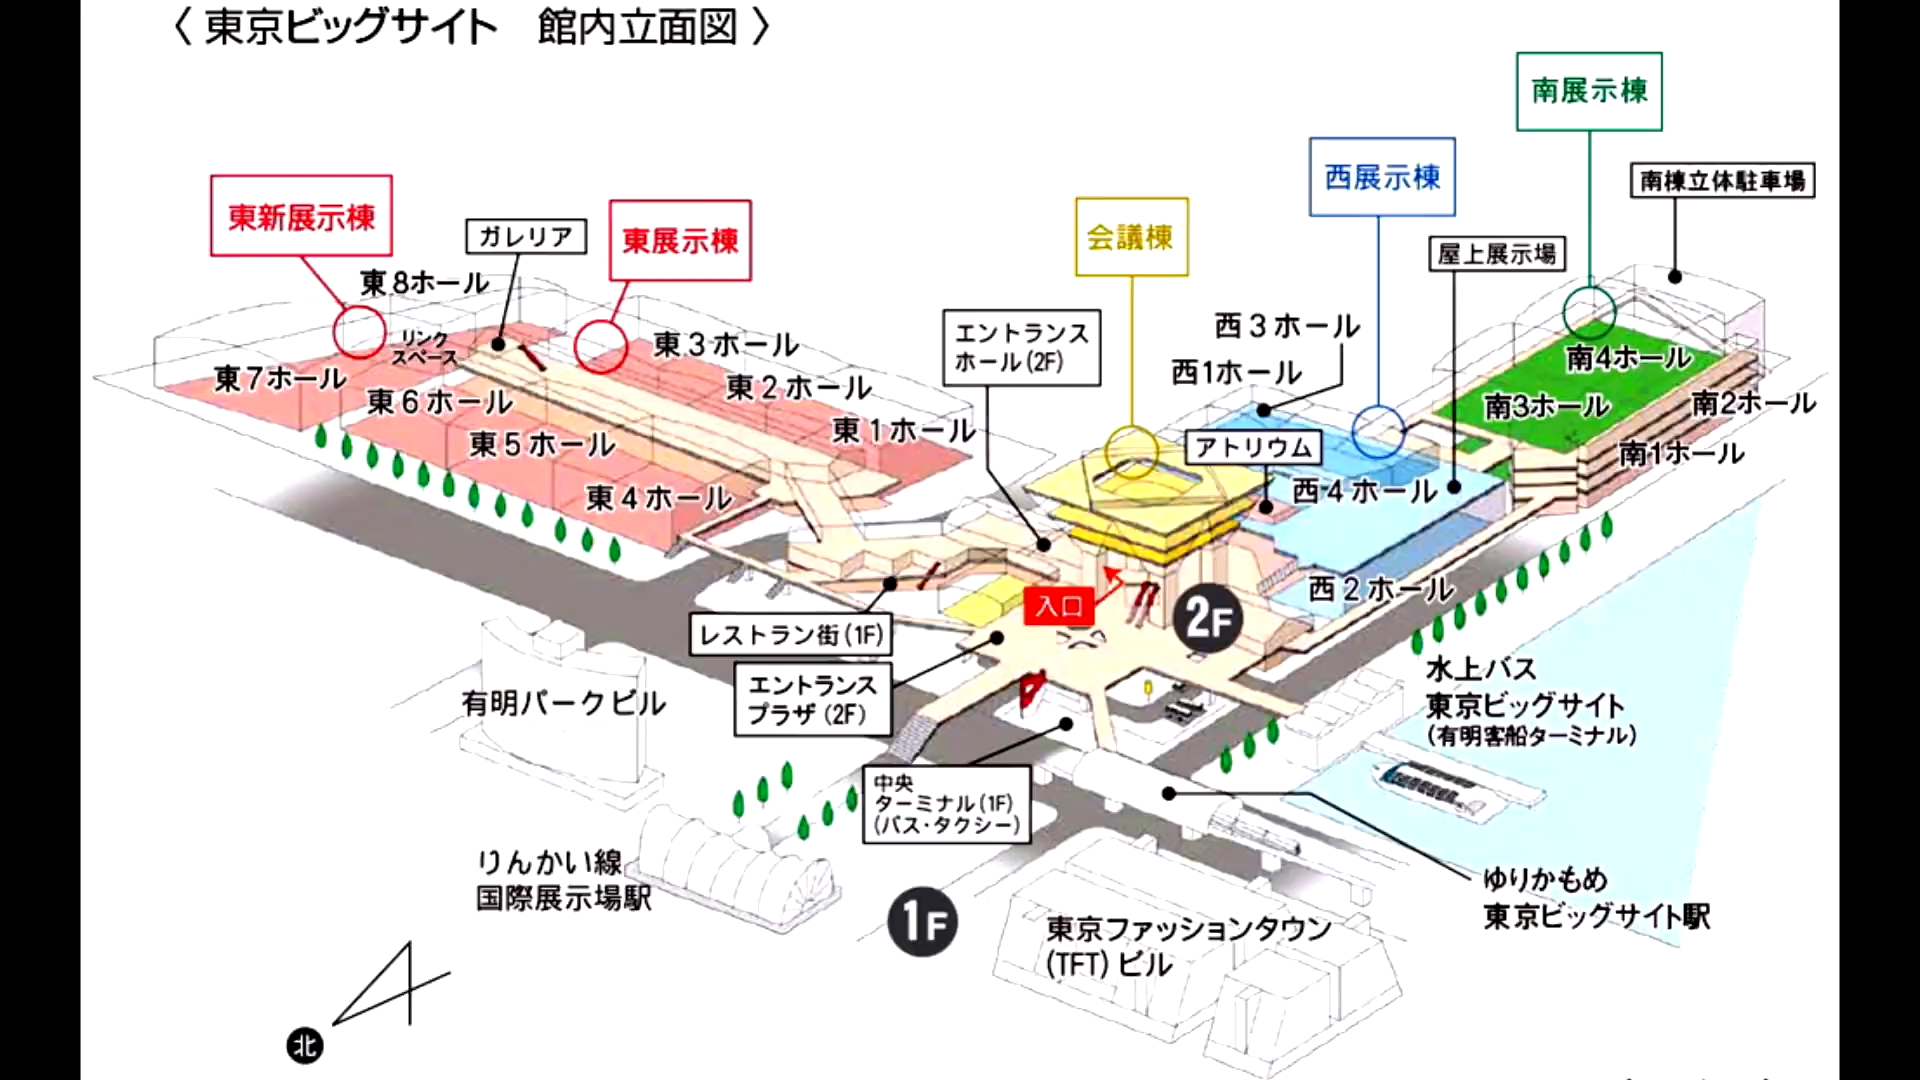 〈 東京ビッグサイト　館内立面図 〉
南展示棟
西展示棟
南棟立体駐車場
東新展示棟
ガレリア
東展示棟
会議棟
屋上展示場
東8ホール
エントランス
ホール(2F)
西3ホール
リンク
スペース
東3ホール
西1ホール
南4ホール
東7ホール
東2ホール
東6ホール
南3ホール
南2ホール
東1ホール
東5ホール
アトリウム
南1ホール
東4ホール
西4ホール
入口
2F
西2ホール
レストラン街(1F)
エントランス
プラザ(2F)
水上バス
東京ビッグサイト
(有明客船ターミナル)
有明パークビル
中央
ターミナル(1F)
(バス・タクシー)
りんかい線
国際展示場駅
ゆりかもめ
東京ビッグサイト駅
1F
東京ファッションタウン
(TFT)ビル
北